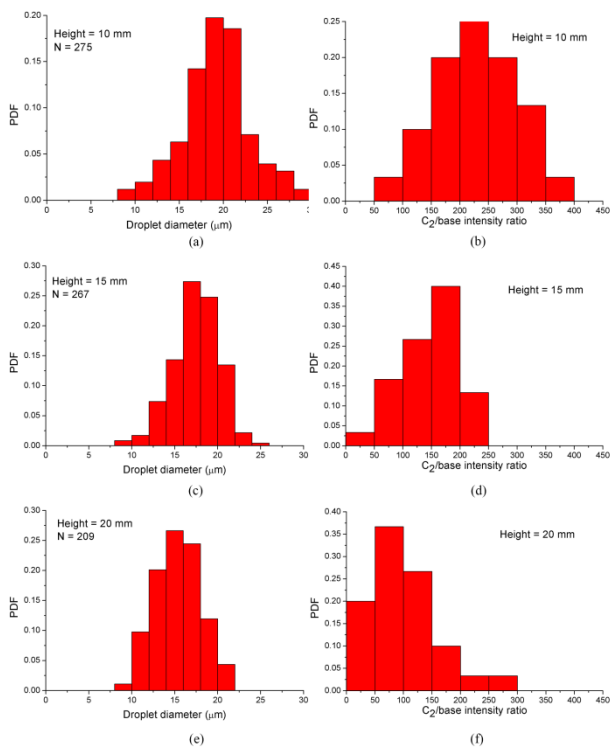 0.20
0.15
0.10
0.05
0.00
PDF
Height = 10 mm
N = 275
0 5 10 15 20 25 3
Droplet diameter (μm)
(a)
0.25
0.20
0.15
0.10
0.05
0.00
PDF
Height = 10 mm
0 50 100 150 200 250 300 350 400 450
C2/base intensity ratio
(b)
0.30
0.25
0.20
0.15
0.10
0.05
0.00
PDF
Height = 15 mm
N = 267
0 5 10 15 20 25 30
Droplet diameter (μm)
(c)
0.45
0.40
0.35
0.30
0.25
0.20
0.15
0.10
0.05
0.00
PDF
Height = 15 mm
0 50 100 150 200 250 300 350 400 450
C2/base intensity ratio
(d)
0.35
0.30
0.25
0.20
0.15
0.10
0.05
0.00
PDF
Height = 20 mm
N = 209
0 5 10 15 20 25 30
Droplet diameter (μm)
(e)
0.40
0.35
0.30
0.25
0.20
0.15
0.10
0.05
0.00
PDF
Height = 20 mm
0 50 100 150 200 250 300 350 400 450
C2/base intensity ratio
(f)